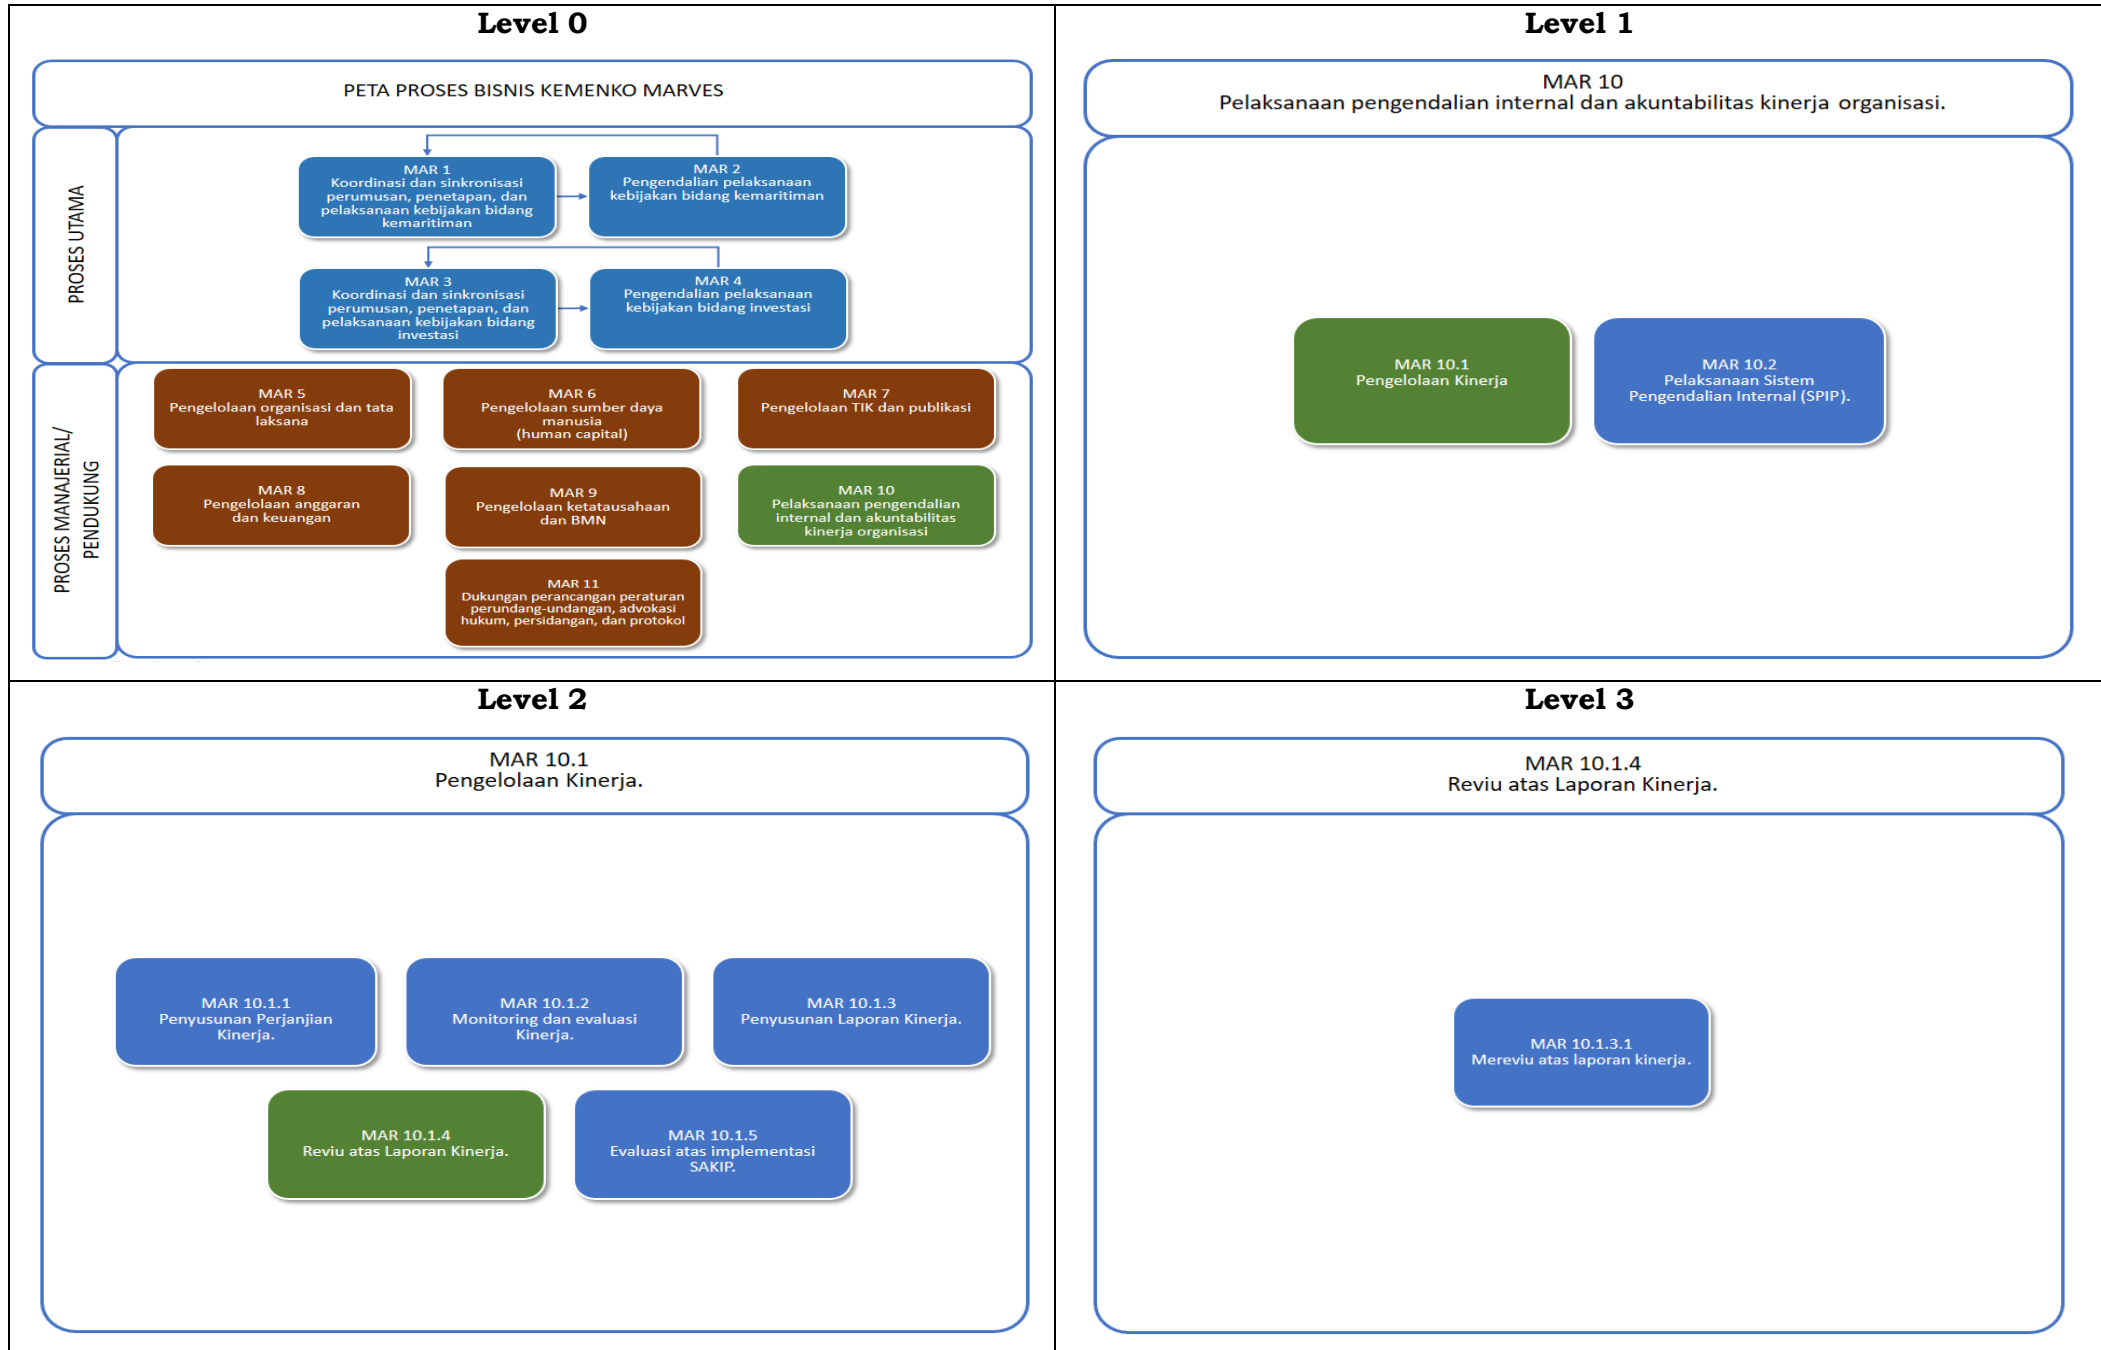 Level 0
PETA PROSES BISNIS KEMENKO MARVES
PROSES UTAMA
MAR 1
Koordinasi dan sinkronisasi
perumusan, penetapan, dan
pelaksanaan kebijakan bidang
kemaritiman
MAR 2
Pengendalian pelaksanaan
kebijakan bidang kemaritiman
MAR 3
Koordinasi dan sinkronisasi
perumusan, penetapan, dan
pelaksanaan kebijakan bidang
investasi
MAR 4
Pengendalian pelaksanaan
kebijakan bidang investasi
PROSES MANAJERIAL/
PENDUKUNG
MAR 5
Pengelolaan organisasi dan tata
laksana
MAR 6
Pengelolaan sumber daya
manusia
(human capital)
MAR 7
Pengelolaan TIK dan publikasi
MAR 8
Pengelolaan anggaran
dan keuangan
MAR 9
Pengelolaan ketatausahaan
dan BMN
MAR 10
Pelaksanaan pengendalian
internal dan akuntabilitas
kinerja organisasi
MAR 11
Dukungan perancangan peraturan
perundang-undangan, advokasi
hukum, persidangan, dan protokol
Level 1
MAR 10
Pelaksanaan pengendalian internal dan akuntabilitas kinerja organisasi.
MAR 10.1
Pengelolaan Kinerja
MAR 10.2
Pelaksanaan Sistem
Pengendalian Internal (SPIP).
Level 2
MAR 10.1
Pengelolaan Kinerja.
MAR 10.1.1
Penyusunan Perjanjian
Kinerja.
MAR 10.1.2
Monitoring dan evaluasi
Kinerja.
MAR 10.1.3
Penyusunan Laporan Kinerja.
MAR 10.1.4
Reviu atas Laporan Kinerja.
MAR 10.1.5
Evaluasi atas implementasi
SAKIP.
Level 3
MAR 10.1.4
Reviu atas Laporan Kinerja.
MAR 10.1.3.1
Mereviu atas laporan kinerja.